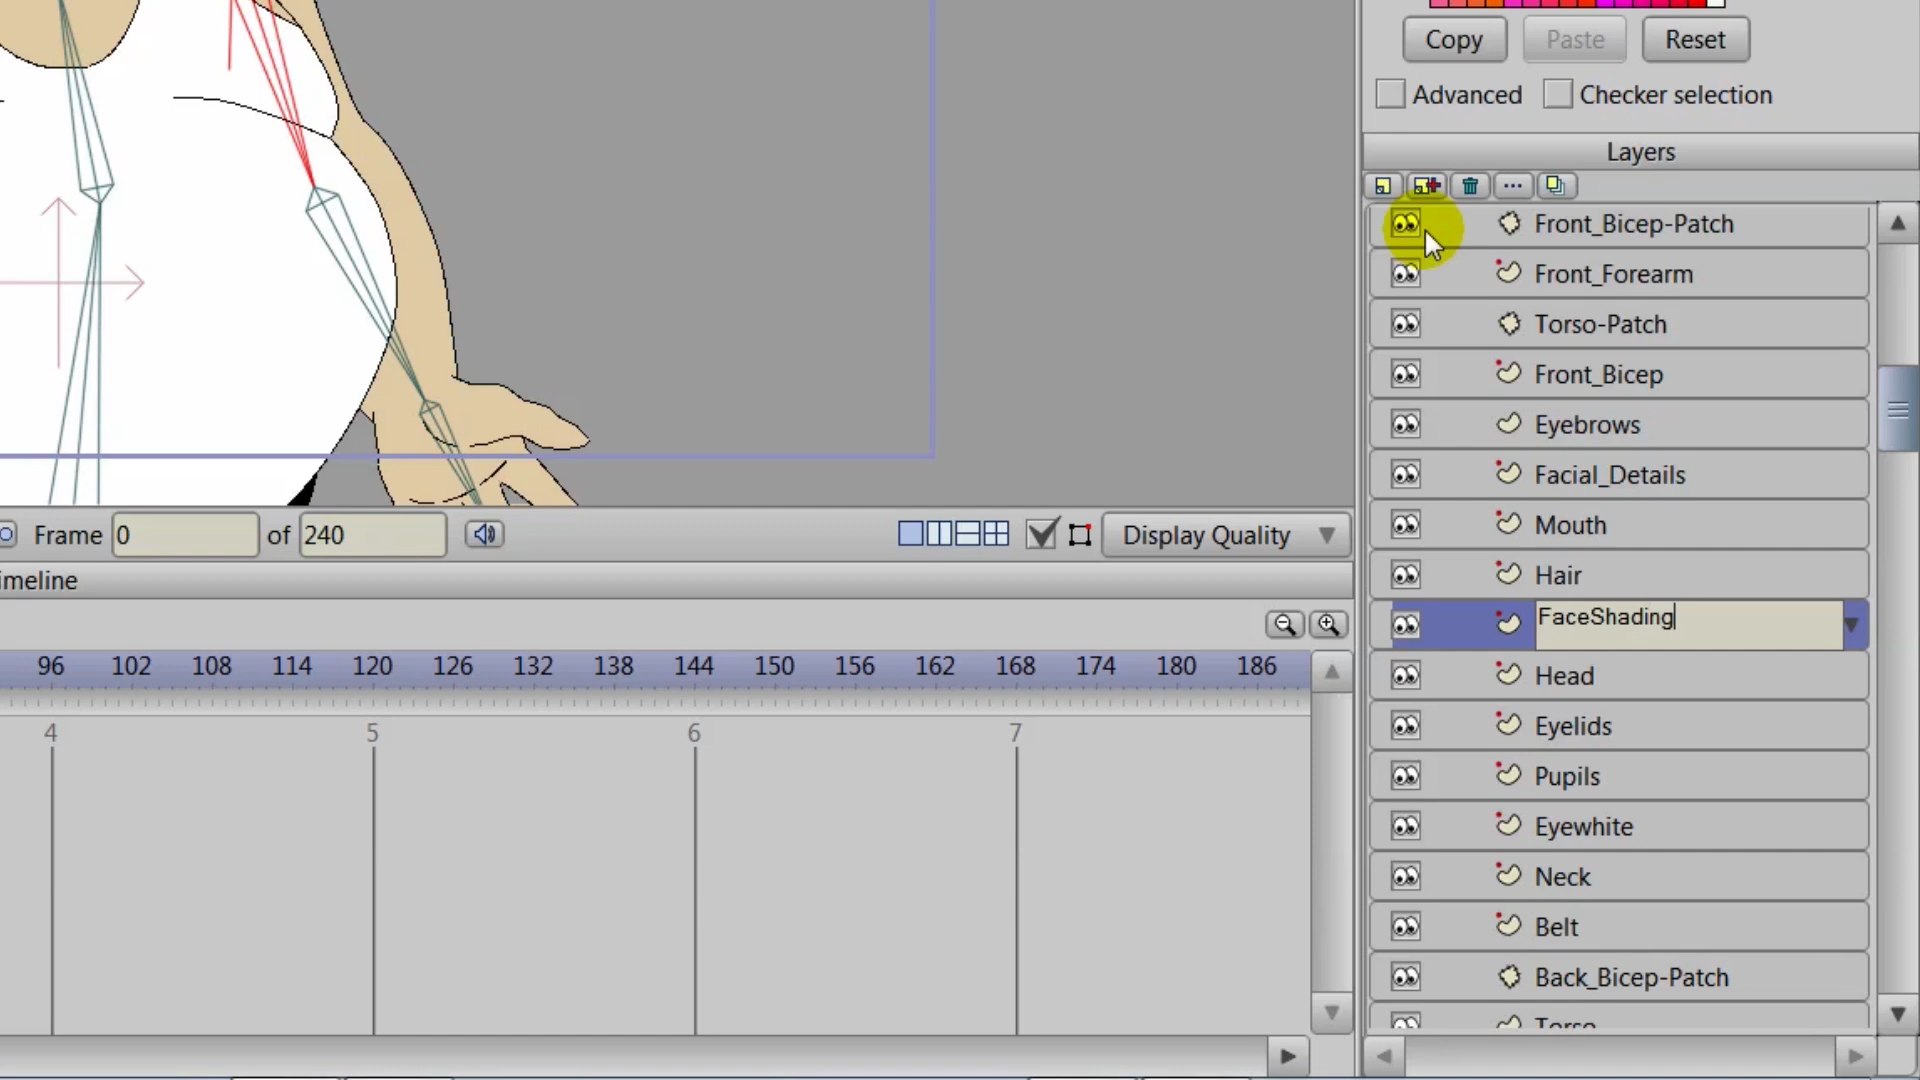 Copy Paste Reset
Advanced Checker selection
Layers
Front_Bicep-Patch
Front_Forearm
Torso-Patch
Front_Bicep
Eyebrows
Facial_Details
Mouth
Hair
FaceShading
Head
Eyelids
Pupils
Eyewhite
Neck
Belt
Back_Bicep-Patch
Torso
Frame 0 of 240 Display Quality
imeline
96 102 108 114 120 126 132 138 144 150 156 162 168 174 180 186
4 5 6 7